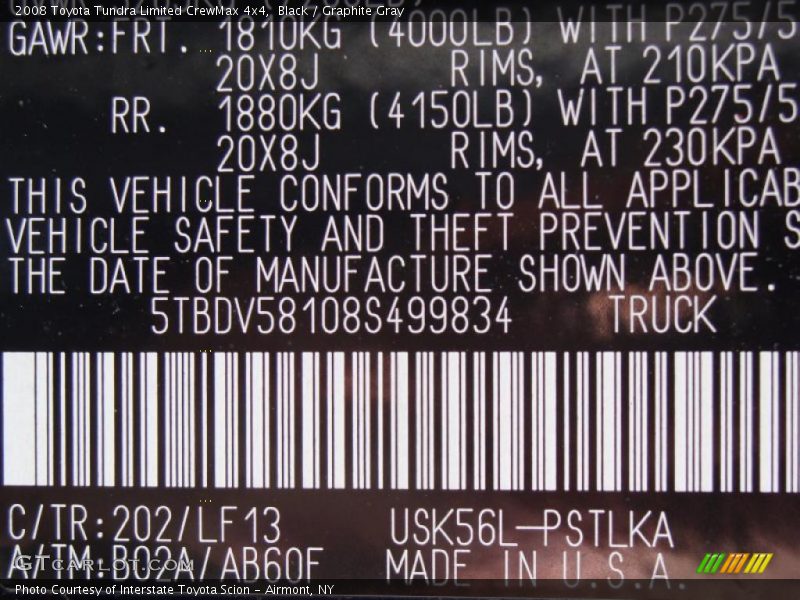 2008 Toyota Tundra Limited CrewMax 4x4, Black / Graphite Gray
GAWR:FRT. 1810KG (4000LB) WITH P275/5
20X8J RIMS, AT 210KPA
RR. 1880KG (4150LB) WITH P275/5
20X8J RIMS, AT 230KPA
THIS VEHICLE CONFORMS TO ALL APPLICAB
VEHICLE SAFETY AND THEFT PREVENTION S
THE DATE OF MANUFACTURE SHOWN ABOVE.
5TBDV58108S499834 TRUCK
C/TR:202/LF13 USK56L-PSTLKA
A/TM:B02A/AB60F MADE IN U.S.A.
GTCARLOT.COM
Photo Courtesy of Interstate Toyota Scion - Airmont, NY